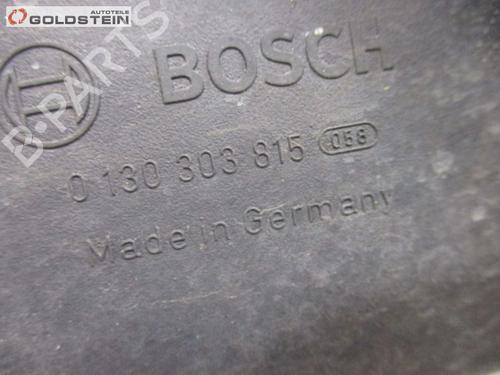 Autoteile
GOLDSTEIN
B-PARTS
BOSCH
0 130 303 815 058
Made in Germany